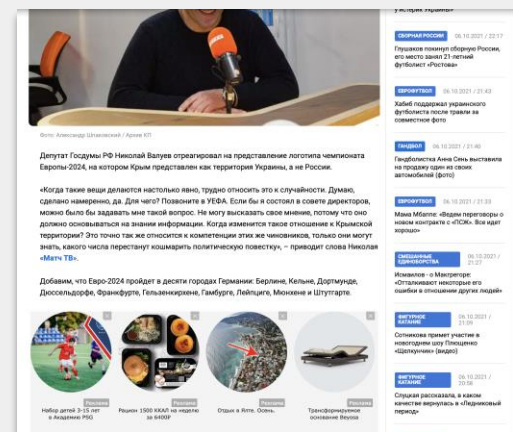 у истерик Украины»
КП
Фото: Александр Шпаковский / Архив КП
Депутат Госдумы РФ Николай Валуев отреагировал на представление логотипа чемпионата
Европы-2024, на котором Крым представлен как территория Украины, а не России.
«Когда такие вещи делаются настолько явно, трудно относить это к случайности. Думаю,
сделано намеренно, да. Для чего? Позвоните в УЕФА. Если бы я состоял в совете директоров,
можно было бы задавать мне такой вопрос. Не могу высказать свое мнение, потому что оно
должно основываться на знании информации. Когда изменится такое отношение к Крымской
территории? Это точно так же относится к компетенции этих же чиновников, только они могут
знать, какого числа перестанут кошмарить политическую повестку», – приводит слова Николая
«Матч ТВ».
Добавим, что Евро-2024 пройдет в десяти городах Германии: Берлине, Кельне, Дортмунде,
Дюссельдорфе, Франкфурте, Гельзенкирхене, Гамбурге, Лейпциге, Мюнхене и Штутгарте.
Реклама
Реклама
Реклама
Реклама
Набор детей 3-15 лет
в Академию PSG
Рацион 1500 ККАЛ на неделю
за 6400Р
Отдых в Ялте. Осень.
Трансформируемое
основание Веуоsа
СБОРНАЯ РОССИИ 06.10.2021 / 22:17
Глушаков покинул сборную России,
его место занял 21-летний
футболист «Ростова»
ЕВРОФУТБОЛ 06.10.2021 / 21:43
Хабиб поддержал украинского
футболиста после травли за
совместное фото
ГАНДБОЛ 06.10.2021 / 21:40
Гандболистка Анна Сень выставила
на продажу один из своих
автомобилей (фото)
ЕВРОФУТБОЛ 06.10.2021 / 21:33
Мама Мбаппе: «Ведем переговоры о
новом контракте с «ПСЖ». Все идет
хорошо»
СМЕШАННЫЕ
ЕДИНОБОРСТВА 06.10.2021 /
21:27
Исмаилов - о Макгрегоре:
«Отталкивают некоторые его
ошибки в отношении других людей»
ФИГУРНОЕ
КАТАНИЕ 06.10.2021 /
21:09
Сотникова примет участие в
новогоднем шоу Плющенко
«Щелкунчик» (видео)
ФИГУРНОЕ
КАТАНИЕ 06.10.2021 /
20:56
Слуцкая рассказала, в каком
качестве вернулась в «Ледниковый
период»